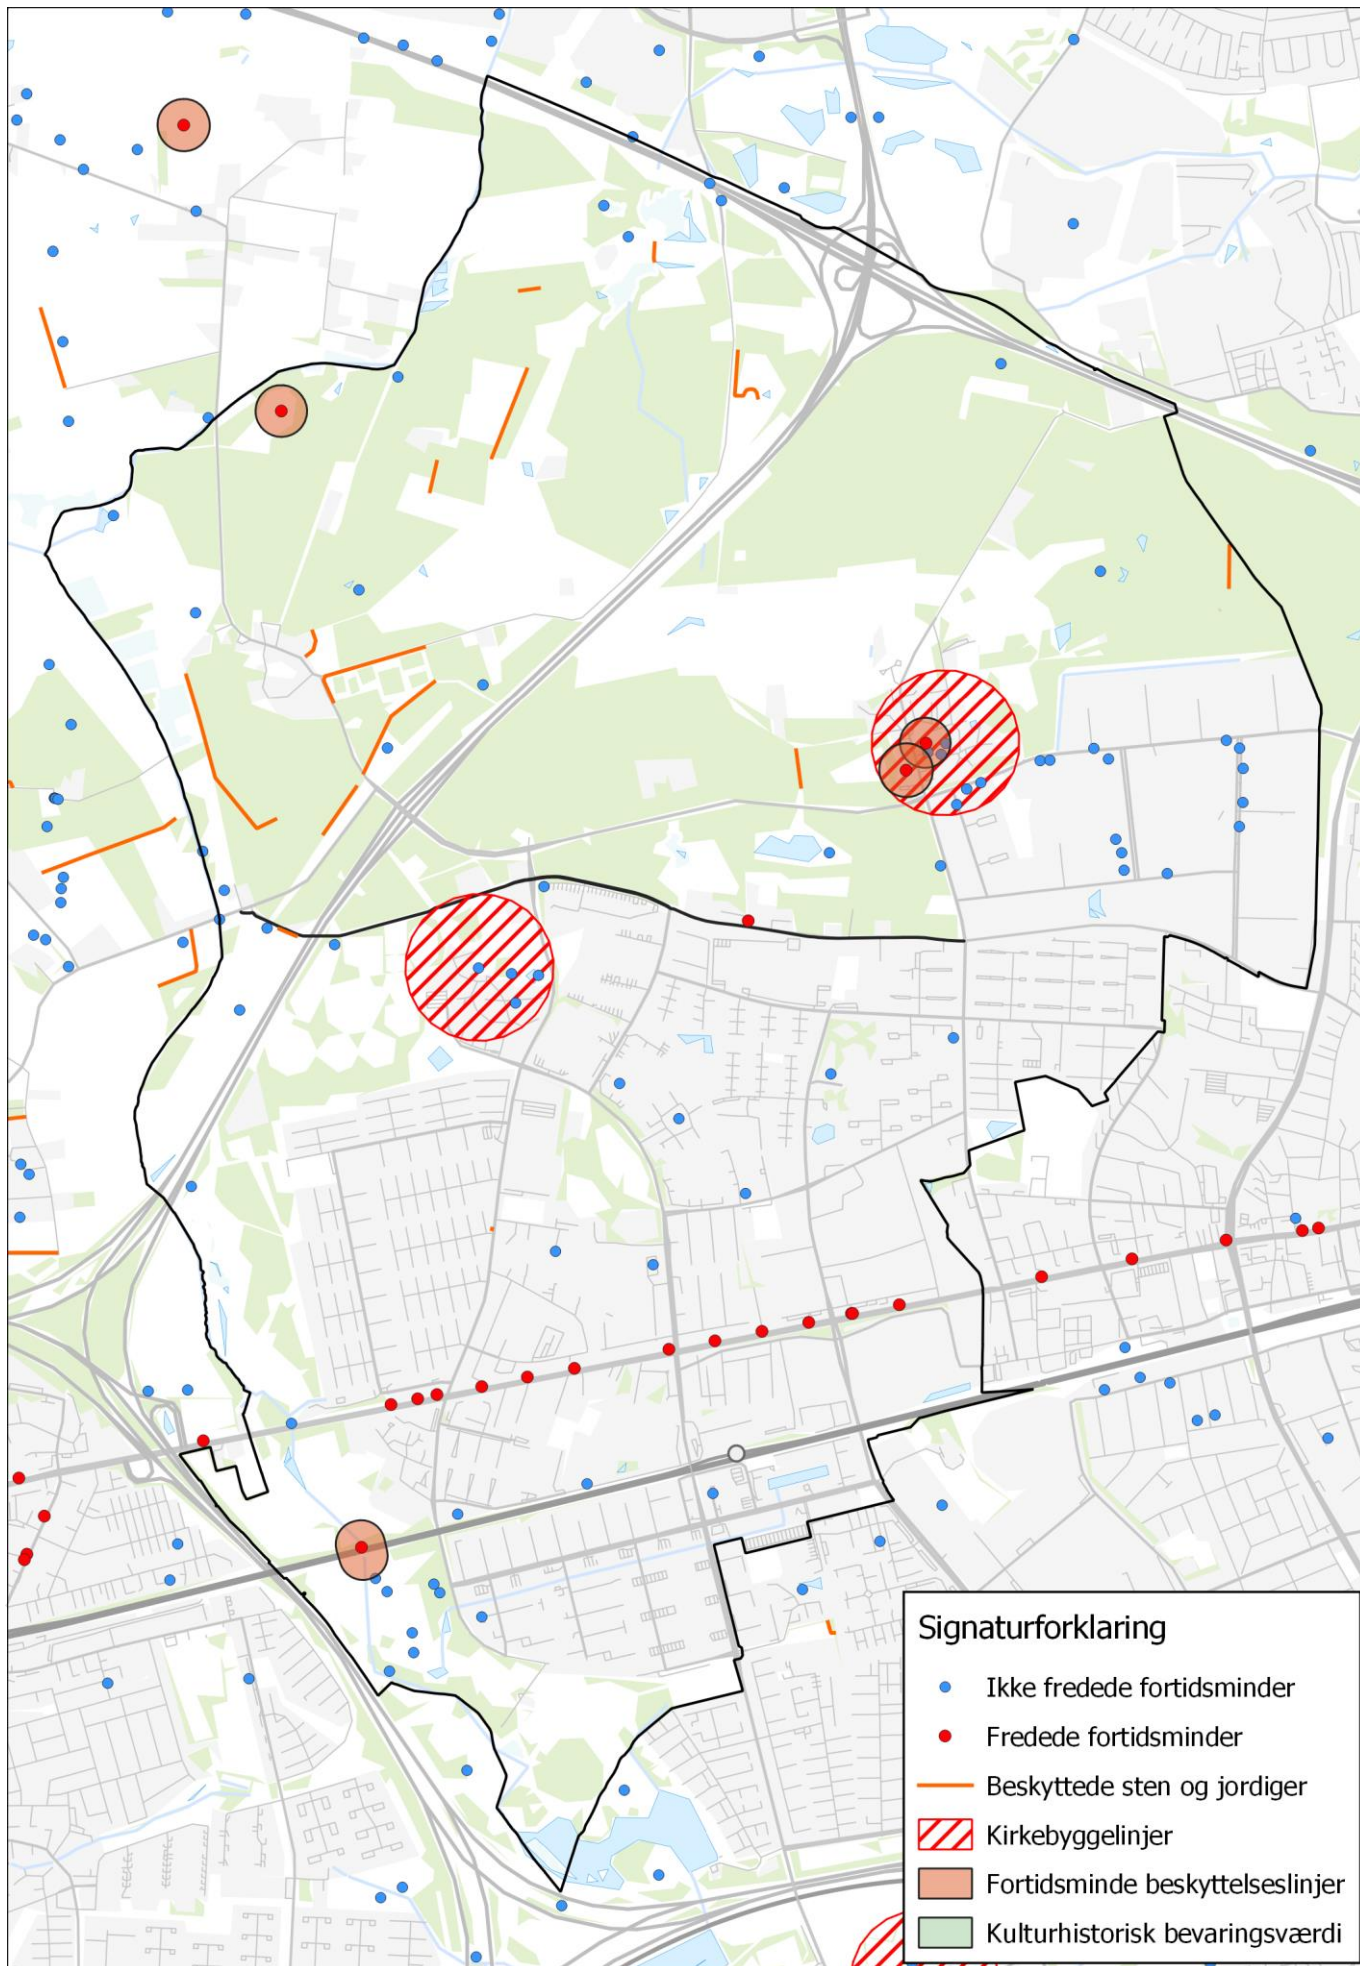 Signaturforklaring
Ikke fredede fortidsminder
Fredede fortidsminder
Beskyttede sten og jordiger
Kirkebyggelinjer
Fortidsminde beskyttelseslinjer
Kulturhistorisk bevaringsværdi